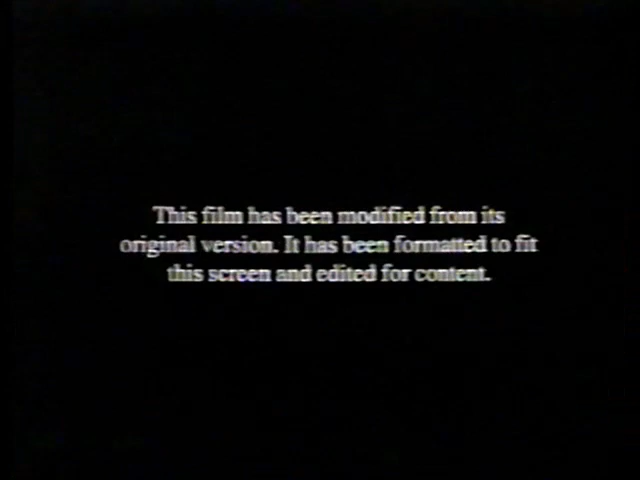 This film has been modified from its
original version. It has been formatted to fit
this screen and edited for content.